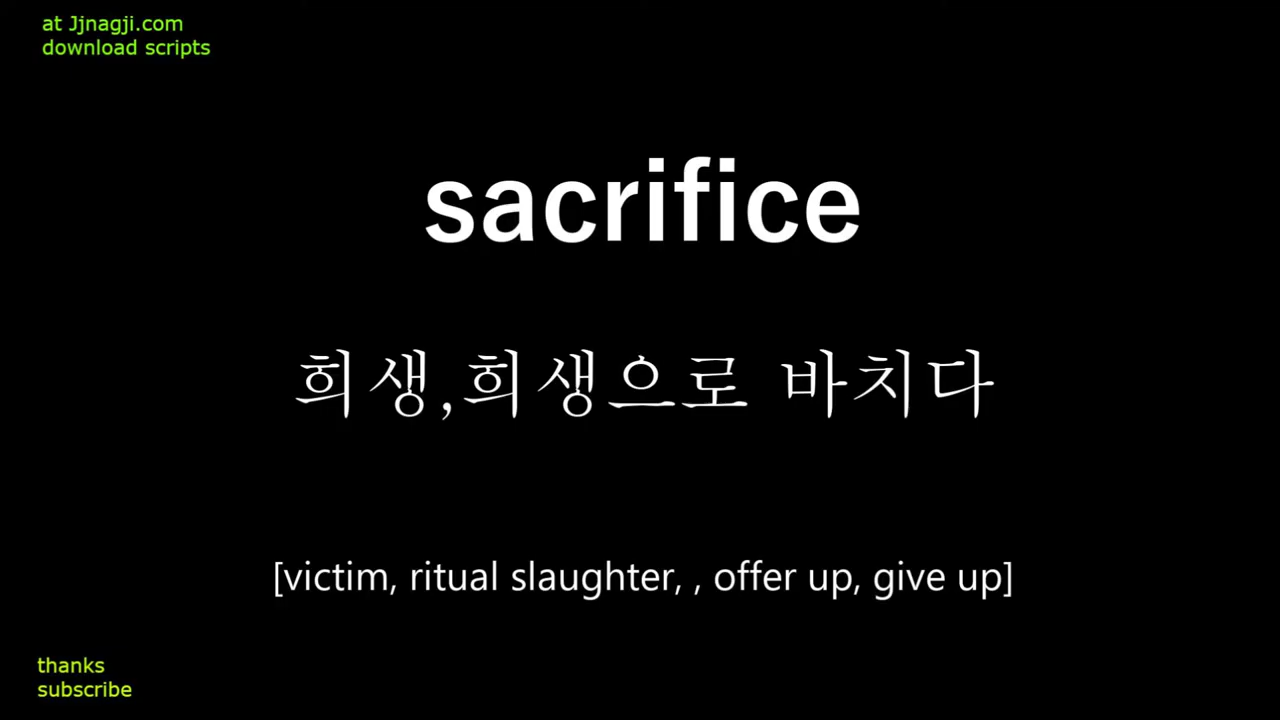 at Jjnagji.com
download scripts
sacrifice
희생,희생으로 바치다
[victim, ritual slaughter, , offer up, give up]
thanks
subscribe